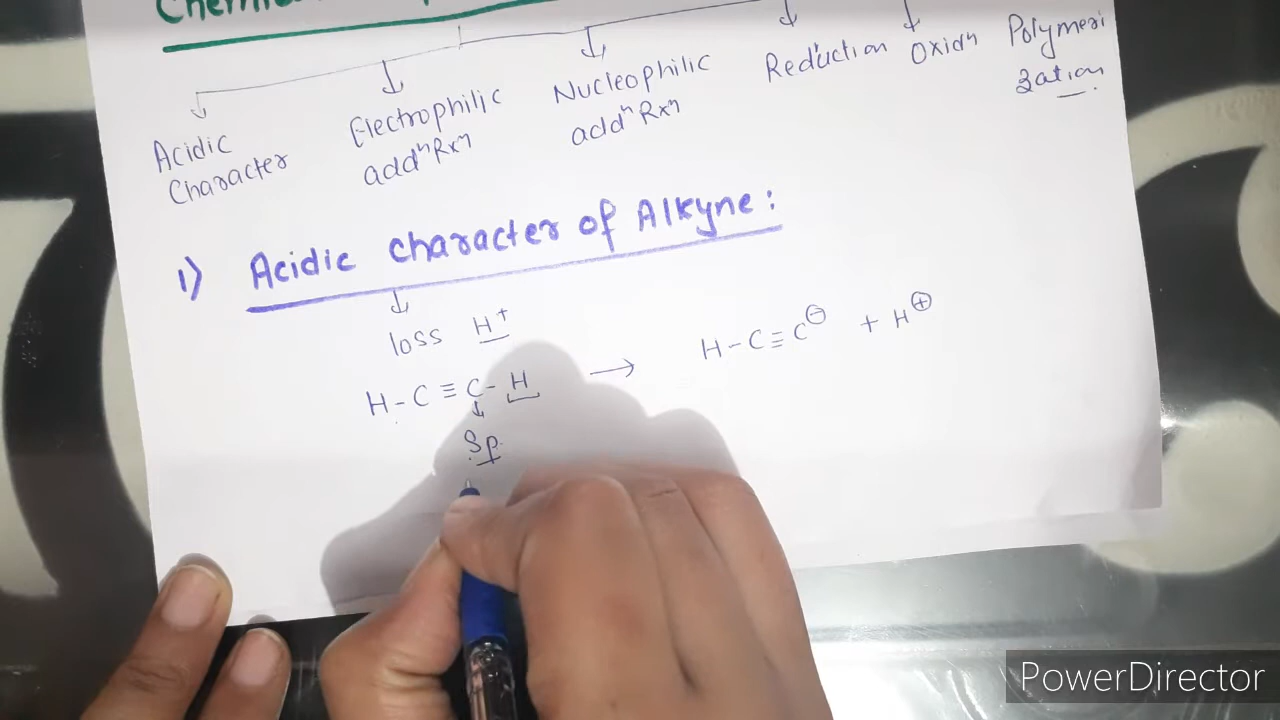 Acidic
Character
Electrophilic
addⁿ Rxⁿ
Nucleophilic
addⁿ Rxⁿ
Reduction
Oxidⁿ
Polymeri
zation
1) Acidic character of Alkyne:
loss H⁺
H-C≡C-H → H-C≡C⊖ + H⊕
Sp
PowerDirector